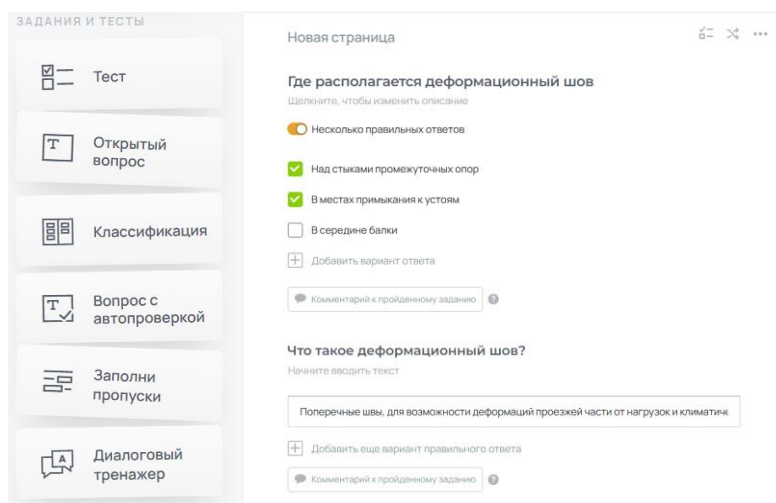 ЗАДАНИЯ И ТЕСТЫ
Тест
Открытый
вопрос
Классификация
Вопрос с
автопроверкой
Заполни
пропуски
Диалоговый
тренажер
Новая страница
Где располагается деформационный шов
Щелкните, чтобы изменить описание
Несколько правильных ответов
Над стыками промежуточных опор
В местах примыкания к устоям
В середине балки
Добавить вариант ответа
Комментарий к пройденному заданию
Что такое деформационный шов?
Начните вводить текст
Поперечные швы, для возможности деформаций проезжей части от нагрузок и климатиче
Добавить еще вариант правильного ответа
Комментарий к пройденному заданию